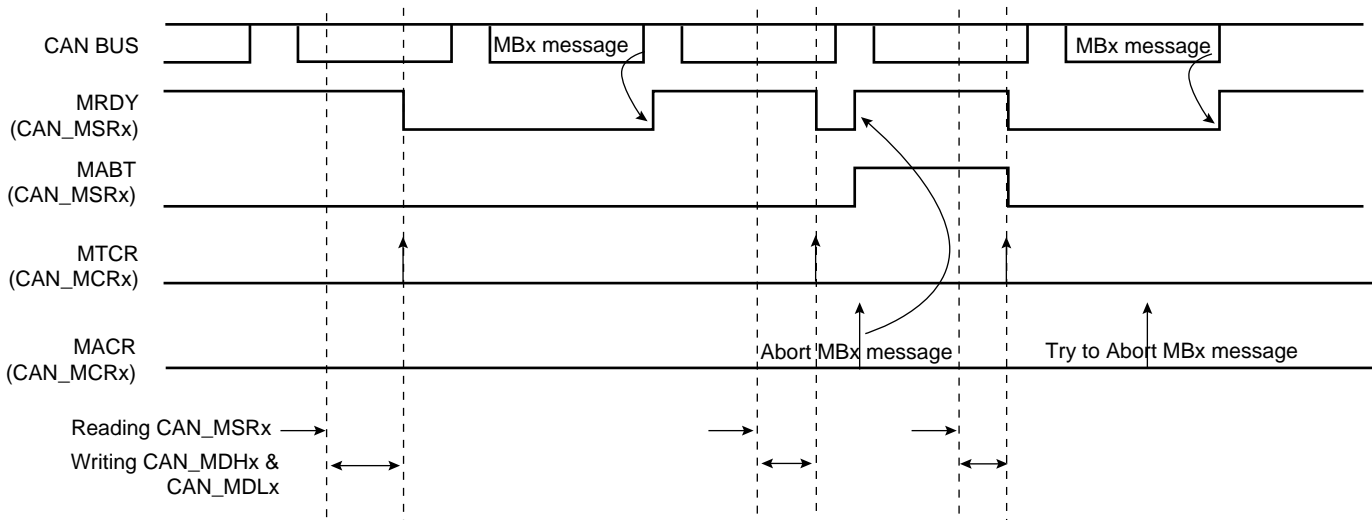 CAN BUS
MBx message
MBx message
MRDY
(CAN_MSRx)
MABT
(CAN_MSRx)
MTCR
(CAN_MCRx)
MACR
(CAN_MCRx)
Abort MBx message
Try to Abort MBx message
Reading CAN_MSRx
Writing CAN_MDHx &
CAN_MDLx